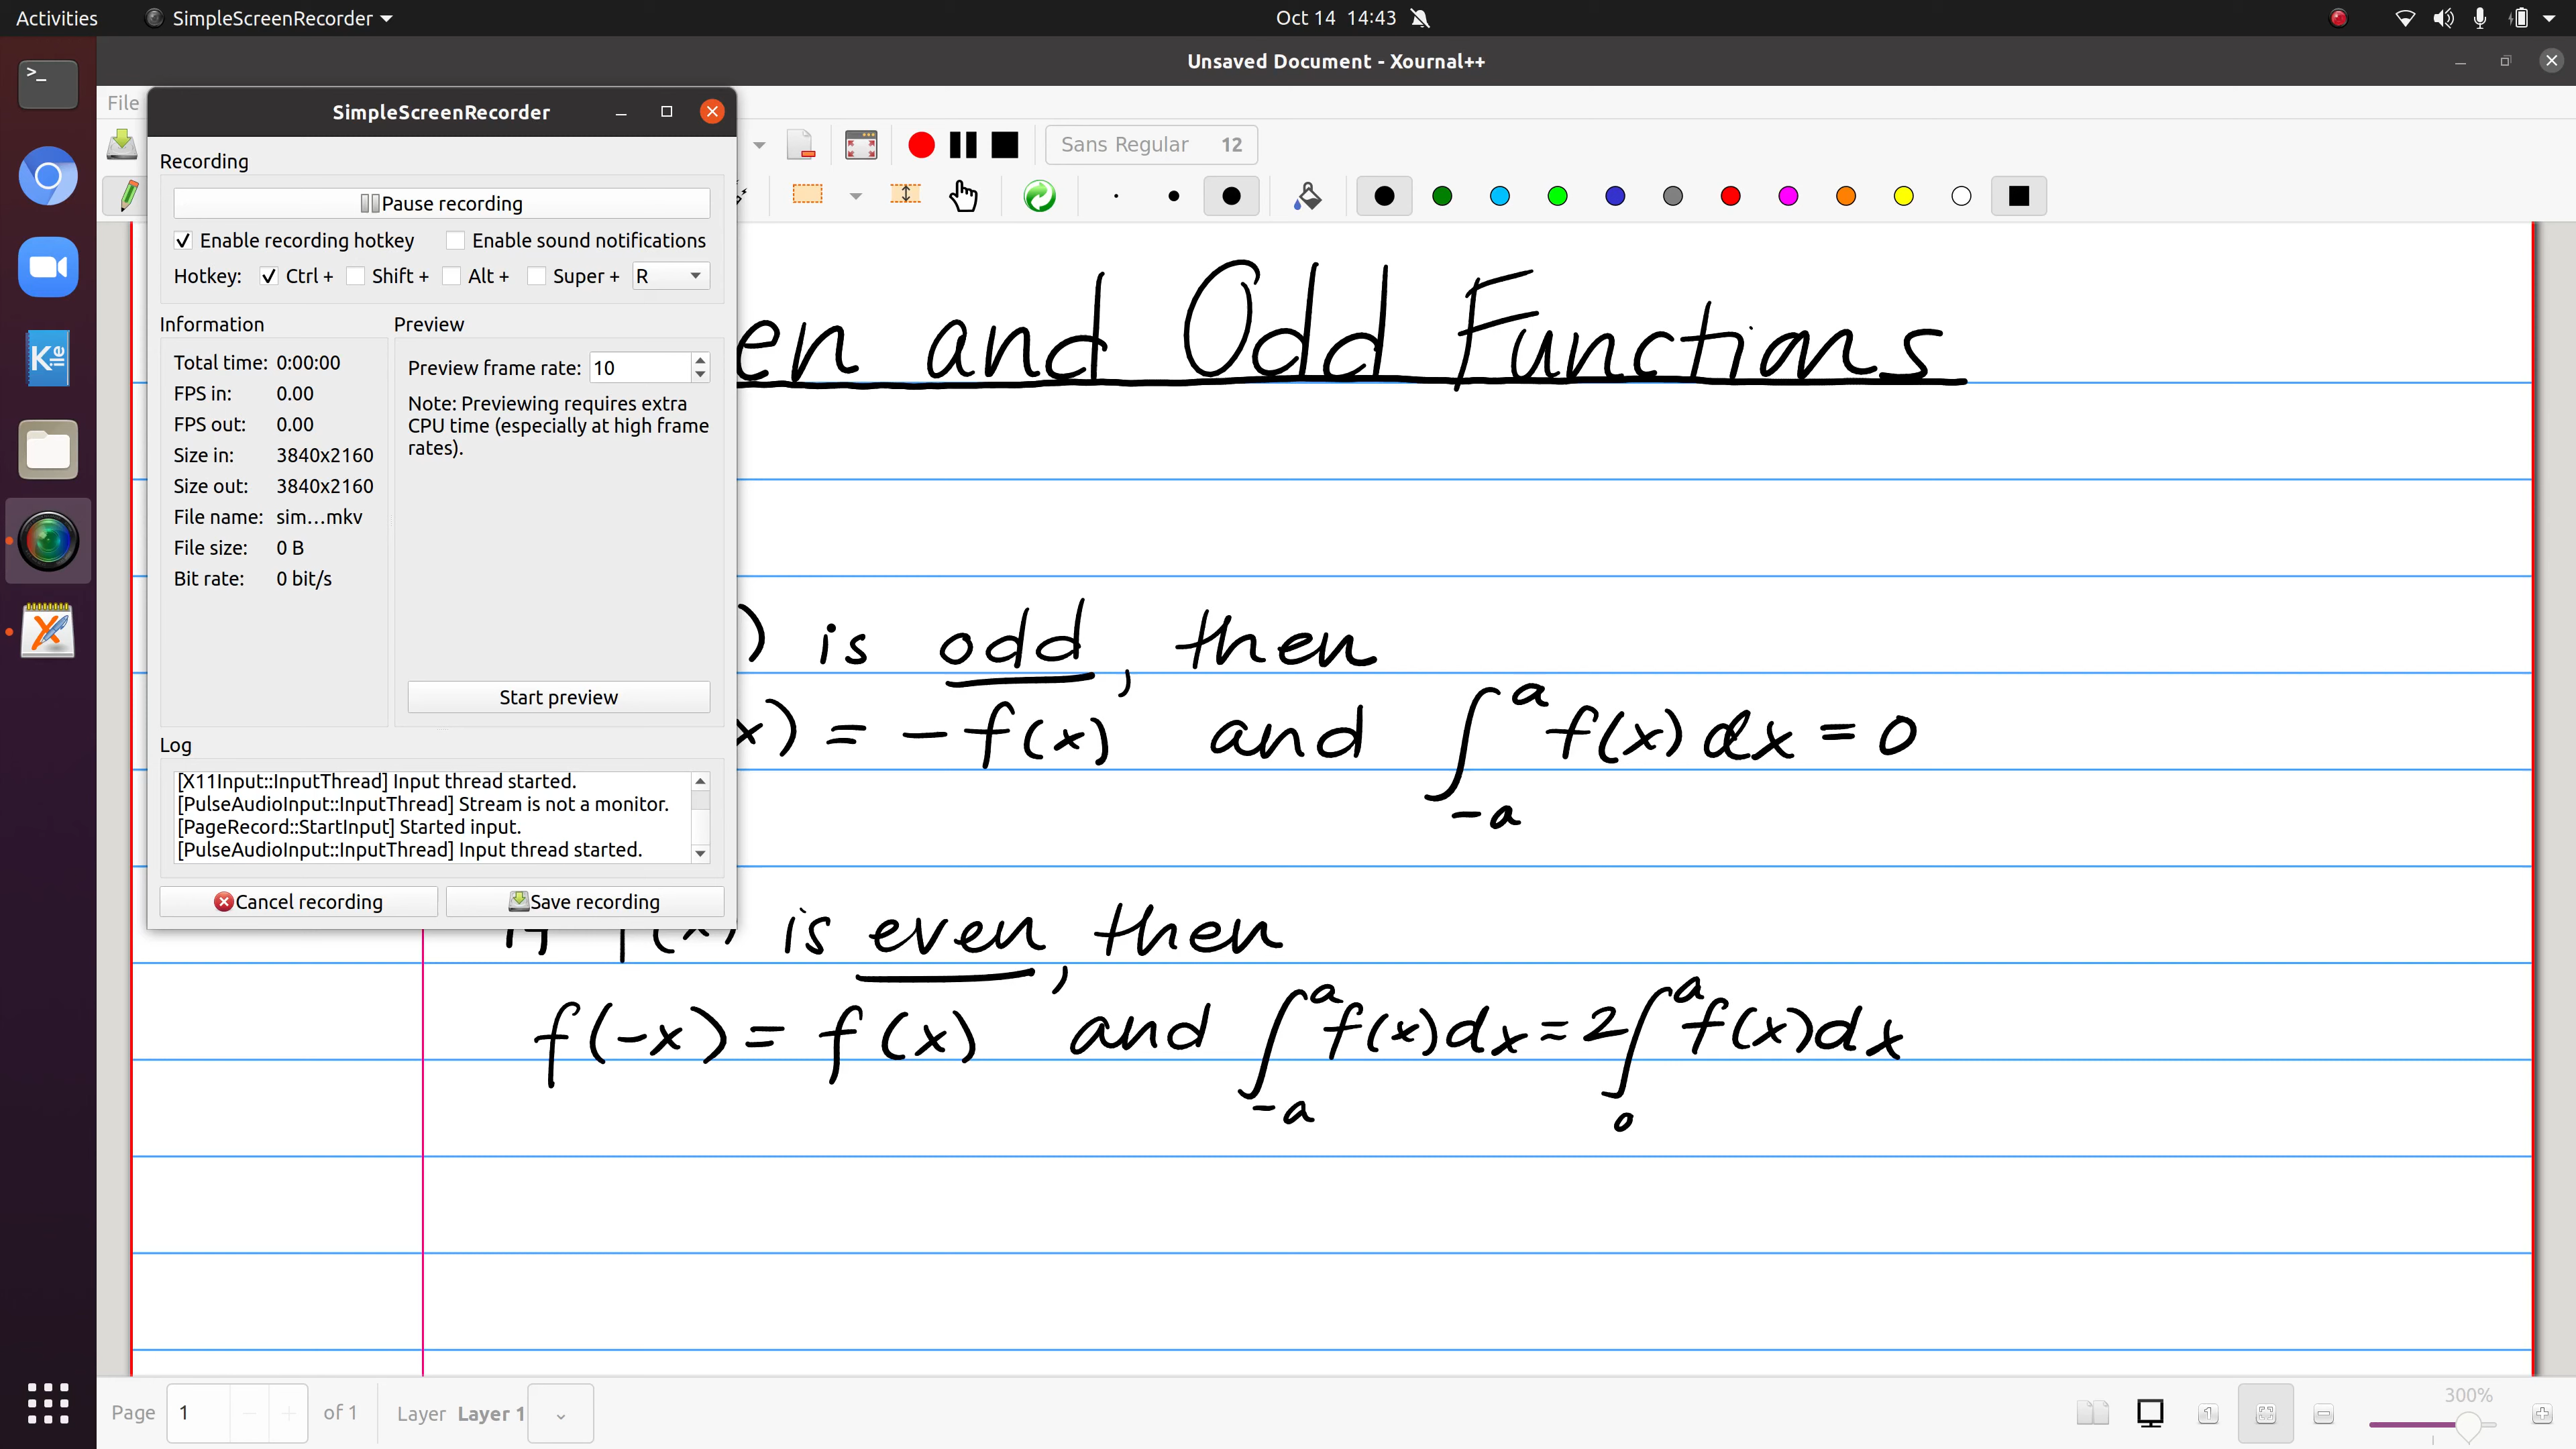 Activities SimpleScreenRecorder Oct 14 14:43
Unsaved Document - Xournal++
File
SimpleScreenRecorder
Sans Regular 12
Recording
Pause recording
Enable recording hotkey Enable sound notifications
Hotkey: Ctrl + Shift + Alt + Super + R
en and Odd Functions
Information
Total time: 0:00:00
FPS in: 0.00
FPS out: 0.00
Size in: 3840x2160
Size out: 3840x2160
File name: sim...mkv
File size: 0 B
Bit rate: 0 bit/s
Preview
Preview frame rate: 10
Note: Previewing requires extra
CPU time (especially at high frame
rates).
Start preview
) is odd, then
x) = -f(x) and ∫_{-a}^{a} f(x) dx = 0
Log
[X11Input::InputThread] Input thread started.
[PulseAudioInput::InputThread] Stream is not a monitor.
[PageRecord::StartInput] Started input.
[PulseAudioInput::InputThread] Input thread started.
Cancel recording Save recording
If f(x) is even, then
f(-x) = f(x) and ∫_{-a}^{a} f(x)dx = 2∫_{0}^{a} f(x)dx
Page 1 of 1 Layer Layer 1 300%